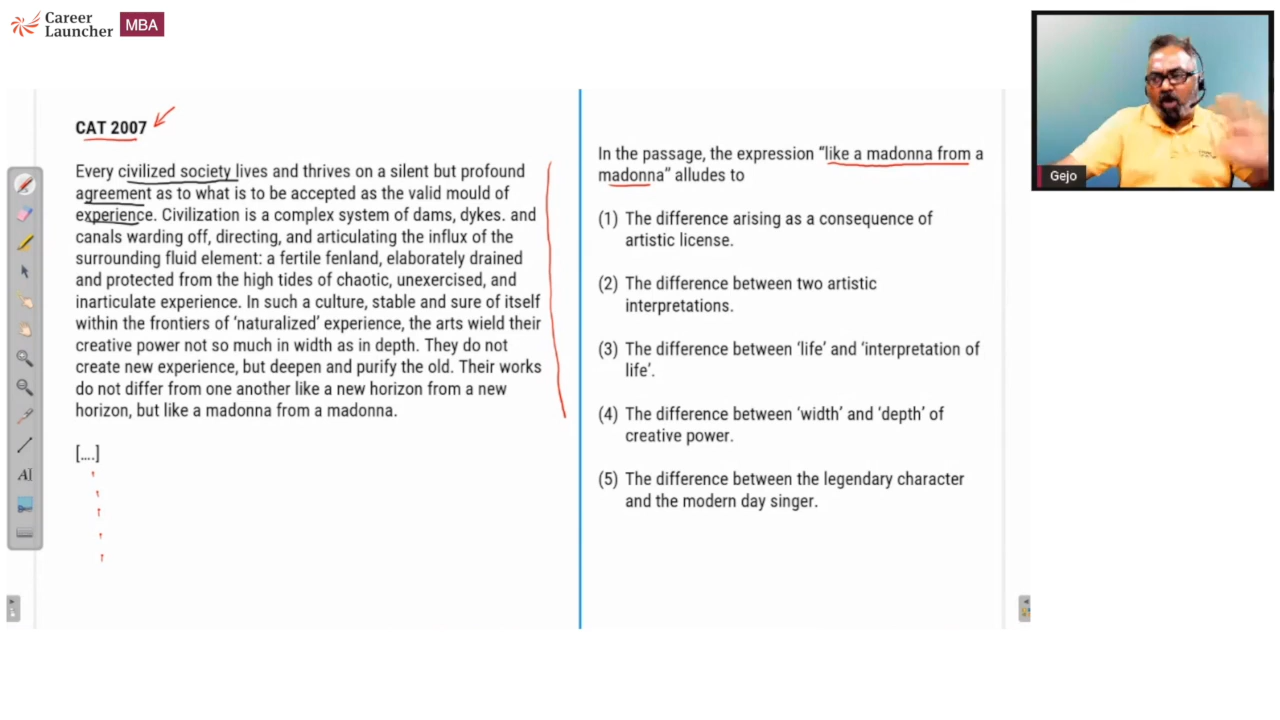 Career
Launcher
MBA
CAT 2007
Every civilized society lives and thrives on a silent but profound
agreement as to what is to be accepted as the valid mould of
experience. Civilization is a complex system of dams, dykes. and
canals warding off, directing, and articulating the influx of the
surrounding fluid element: a fertile fenland, elaborately drained
and protected from the high tides of chaotic, unexercised, and
inarticulate experience. In such a culture, stable and sure of itself
within the frontiers of ‘naturalized’ experience, the arts wield their
creative power not so much in width as in depth. They do not
create new experience, but deepen and purify the old. Their works
do not differ from one another like a new horizon from a new
horizon, but like a madonna from a madonna.
[....]
In the passage, the expression “like a madonna from a
madonna” alludes to
(1) The difference arising as a consequence of
artistic license.
(2) The difference between two artistic
interpretations.
(3) The difference between ‘life’ and ‘interpretation of
life’.
(4) The difference between ‘width’ and ‘depth’ of
creative power.
(5) The difference between the legendary character
and the modern day singer.
Gejo
AI